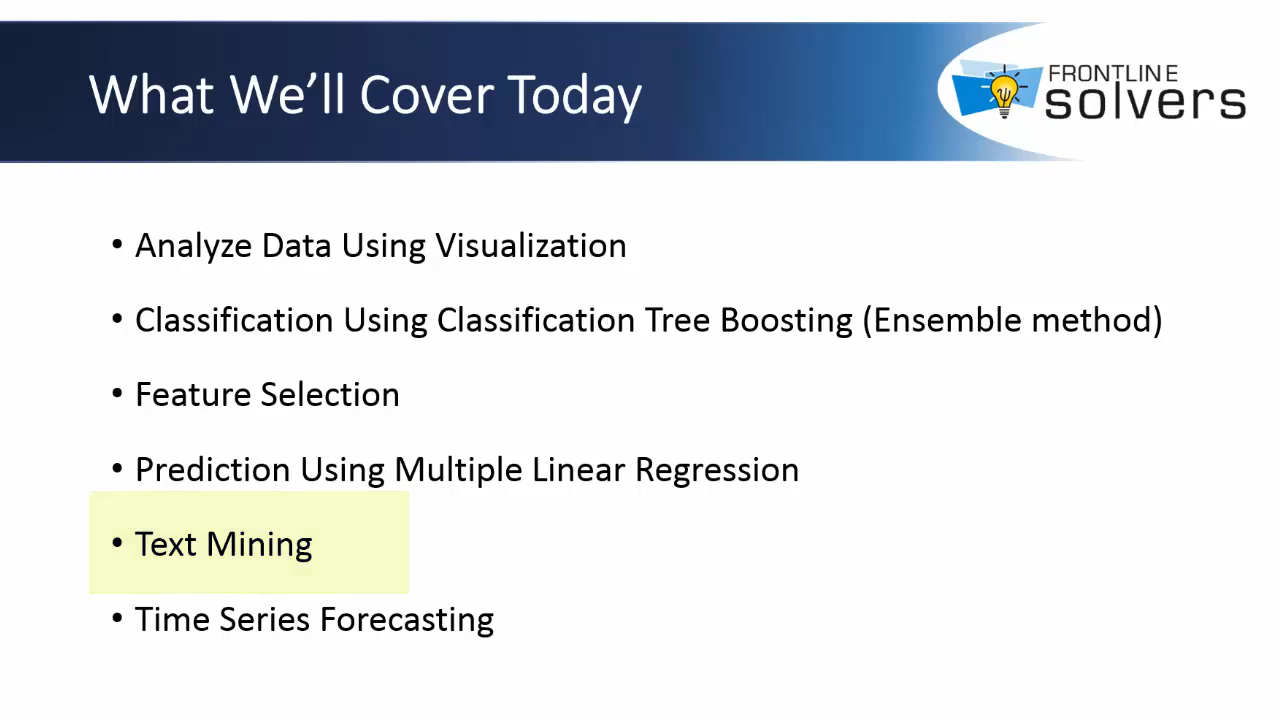 What We’ll Cover Today
FRONTLINE
solvers
• Analyze Data Using Visualization
• Classification Using Classification Tree Boosting (Ensemble method)
• Feature Selection
• Prediction Using Multiple Linear Regression
• Text Mining
• Time Series Forecasting